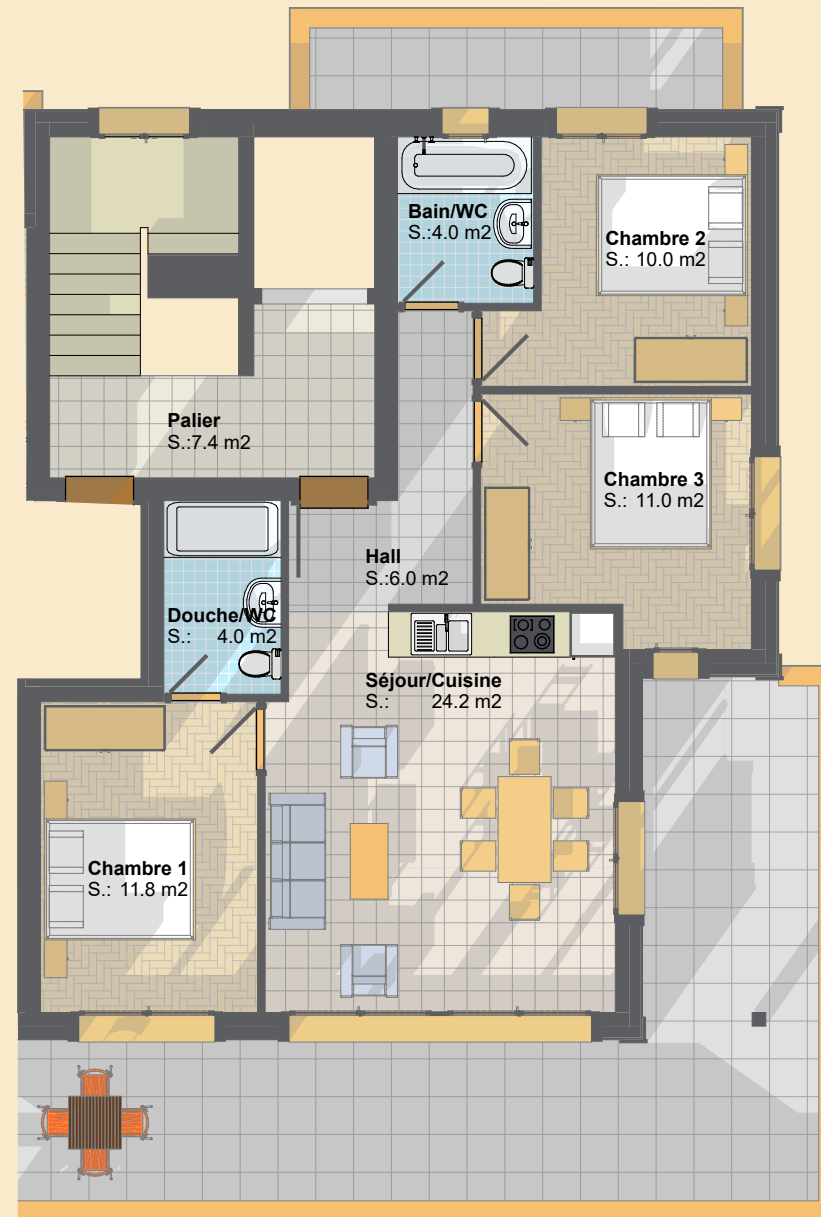 Bain/WC
S.:4.0 m2
Chambre 2
S.: 10.0 m2
Palier
S.:7.4 m2
Chambre 3
S.: 11.0 m2
Hall
S.:6.0 m2
Douche/WC
S.: 4.0 m2
Séjour/Cuisine
S.: 24.2 m2
Chambre 1
S.: 11.8 m2